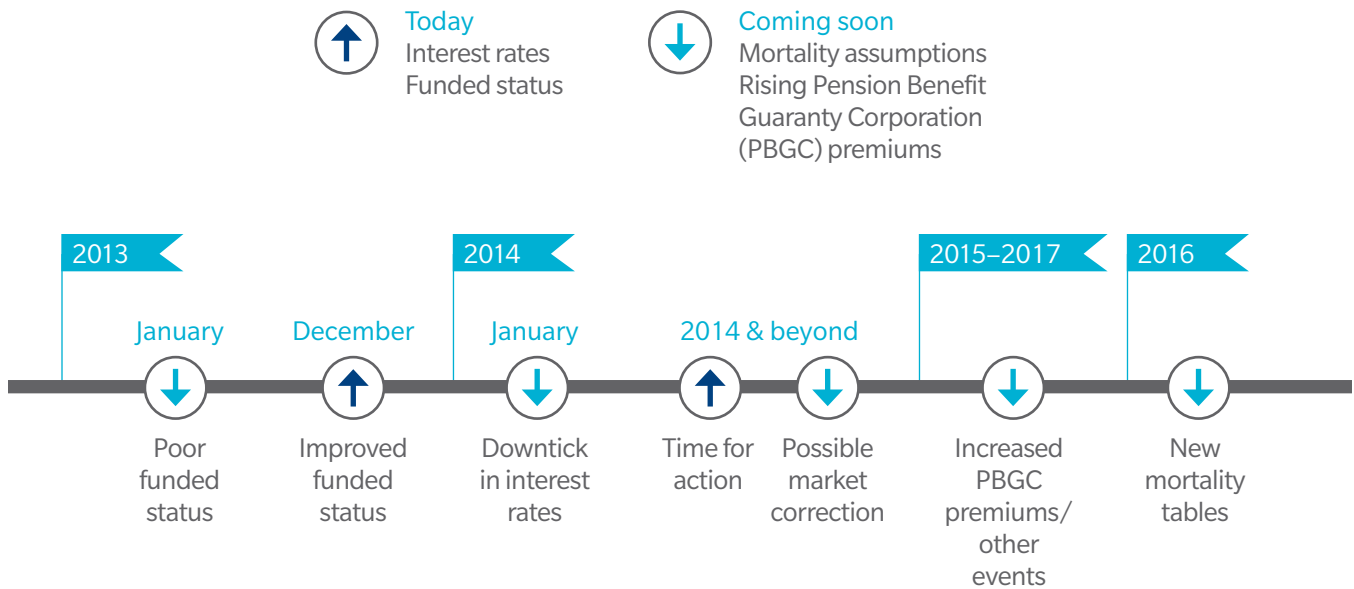 Today
Interest rates
Funded status
Coming soon
Mortality assumptions
Rising Pension Benefit
Guaranty Corporation
(PBGC) premiums
2013
2014
2015–2017
2016
January
December
January
2014 & beyond
Poor
funded
status
Improved
funded
status
Downtick
in interest
rates
Time for
action
Possible
market
correction
Increased
PBGC
premiums/
other
events
New
mortality
tables